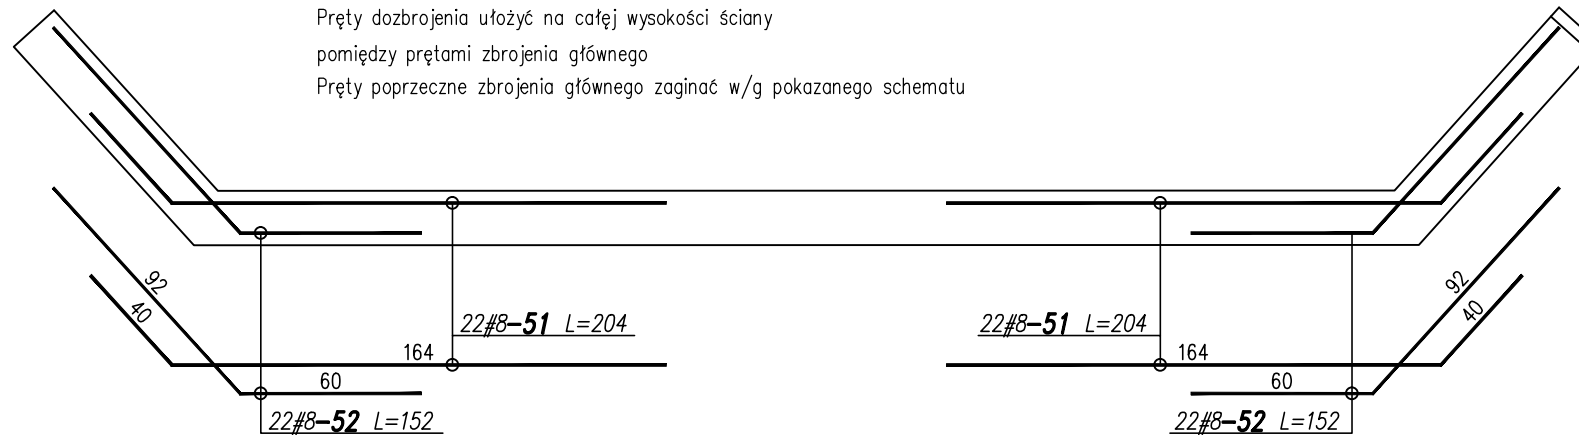 Pręty dozbrojenia ułożyć na całej wysokości ściany
pomiędzy prętami zbrojenia głównego
Pręty poprzeczne zbrojenia głównego zaginać w/g pokazanego schematu
92
40
22#8-51 L=204
164
60
22#8-52 L=152
92
40
22#8-51 L=204
164
60
22#8-52 L=152